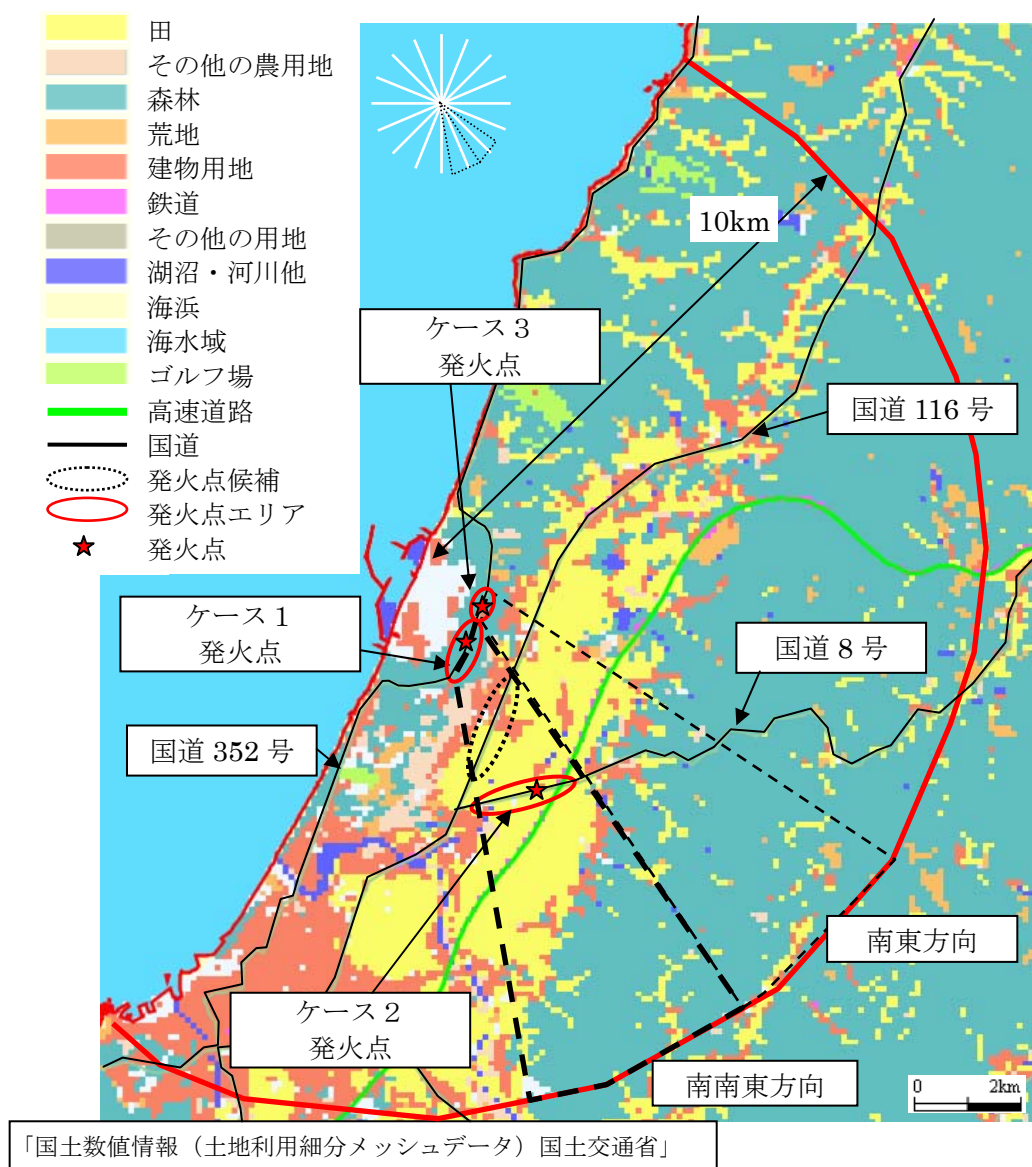 田
その他の農用地
森林
荒地
建物用地
鉄道
その他の用地
湖沼・河川他
海浜
海水域
ゴルフ場
高速道路
国道
発火点候補
発火点エリア
発火点
10km
ケース3
発火点
国道 116 号
ケース1
発火点
国道 8 号
国道 352 号
南東方向
ケース2
発火点
南南東方向
0 2km
「国土数値情報（土地利用細分メッシュデータ）国土交通省」